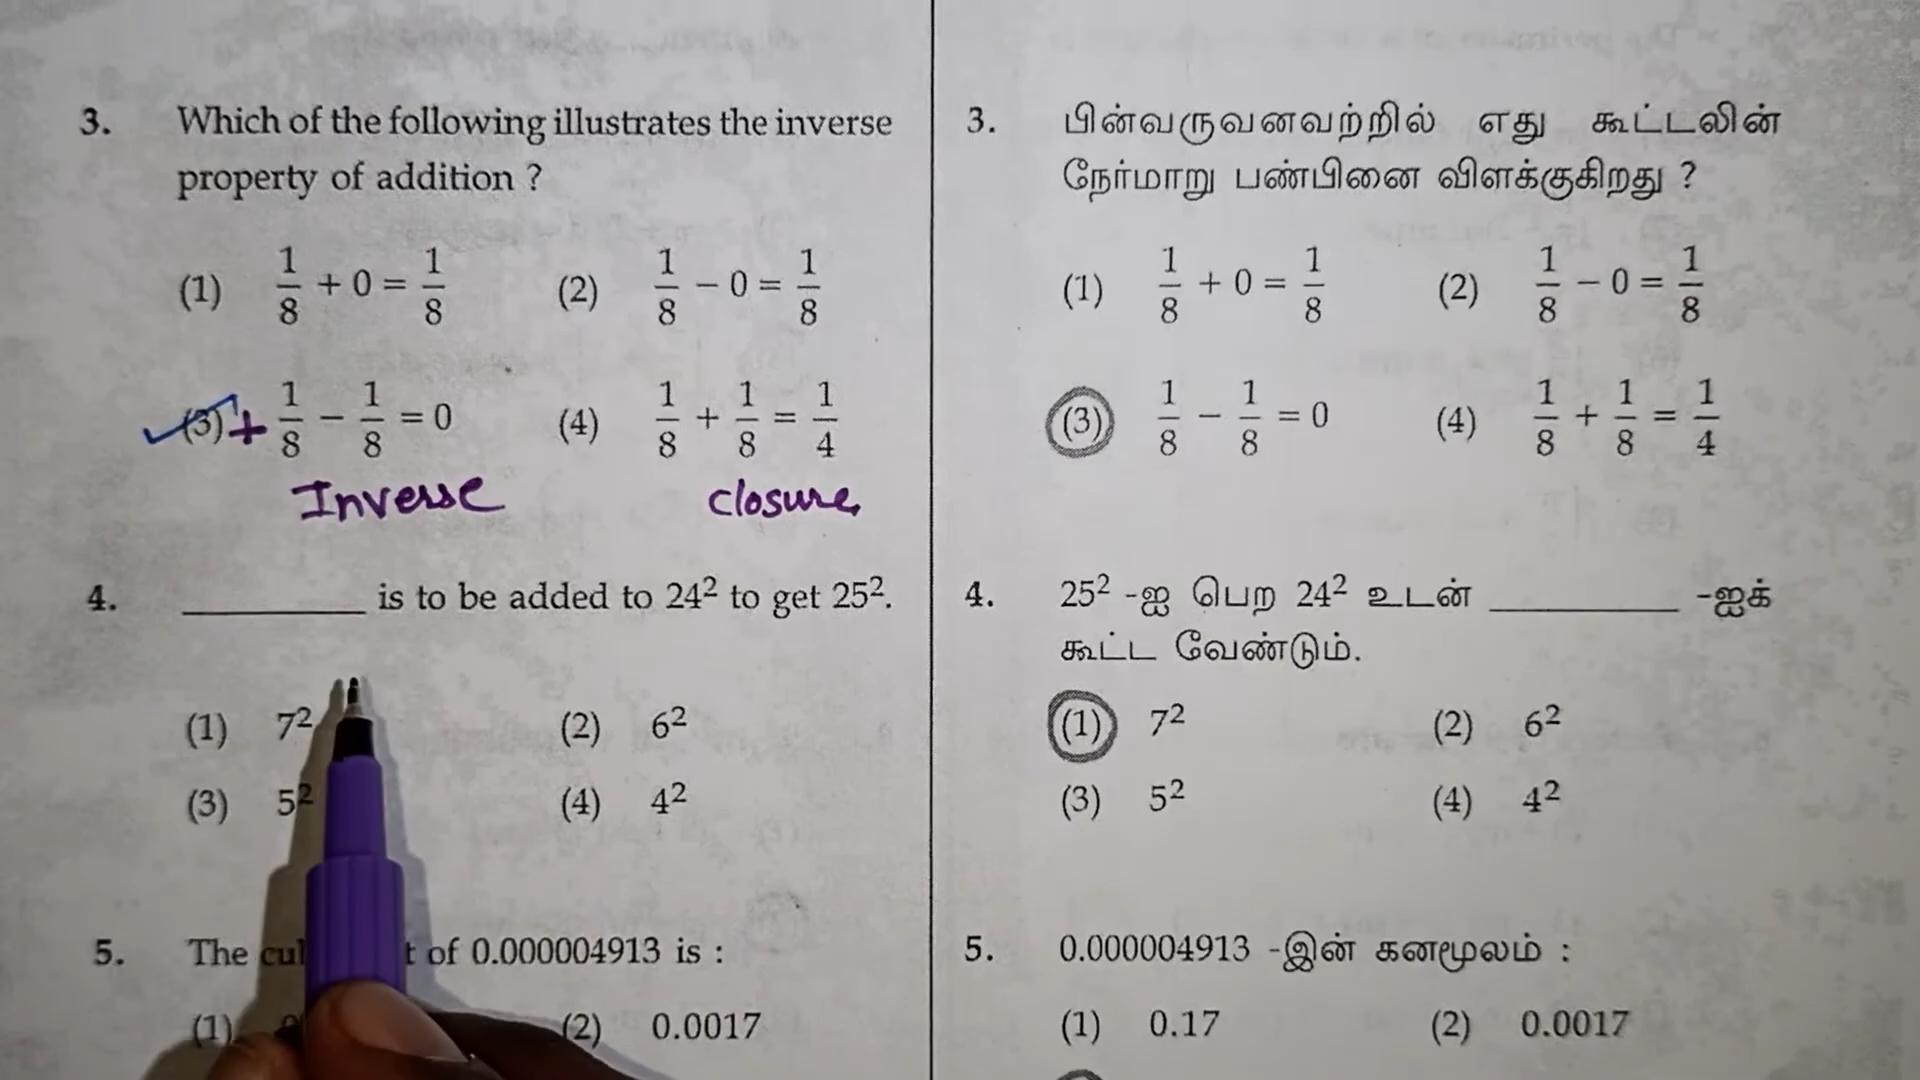 3. Which of the following illustrates the inverse
property of addition ?
(1) 1/8 + 0 = 1/8 (2) 1/8 − 0 = 1/8
(3) + 1/8 − 1/8 = 0 (4) 1/8 + 1/8 = 1/4
Inverse closure
4. ________ is to be added to 24² to get 25².
(1) 7² (2) 6²
(3) 5² (4) 4²
5. The of 0.000004913 is :
(1) (2) 0.0017
3. பின்வருவனவற்றில் எது கூட்டலின்
நேர்மாறு பண்பினை விளக்குகிறது ?
(1) 1/8 + 0 = 1/8 (2) 1/8 − 0 = 1/8
(3) 1/8 − 1/8 = 0 (4) 1/8 + 1/8 = 1/4
4. 25² -ஐ பெற 24² உடன் ________ -ஐக்
கூட்ட வேண்டும்.
(1) 7² (2) 6²
(3) 5² (4) 4²
5. 0.000004913 -இன் கனமூலம் :
(1) 0.17 (2) 0.0017